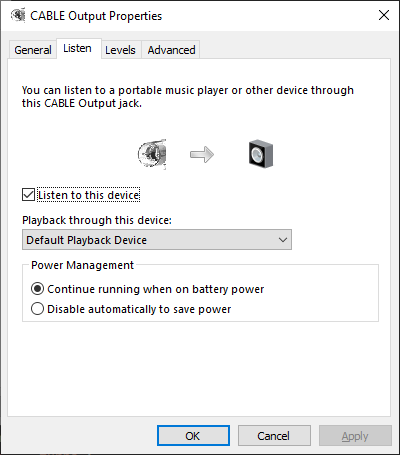 CABLE Output Properties
General
Listen
Levels
Advanced
You can listen to a portable music player or other device through
this CABLE Output jack.
Listen to this device
Playback through this device:
Default Playback Device
Power Management
Continue running when on battery power
Disable automatically to save power
OK
Cancel
Apply